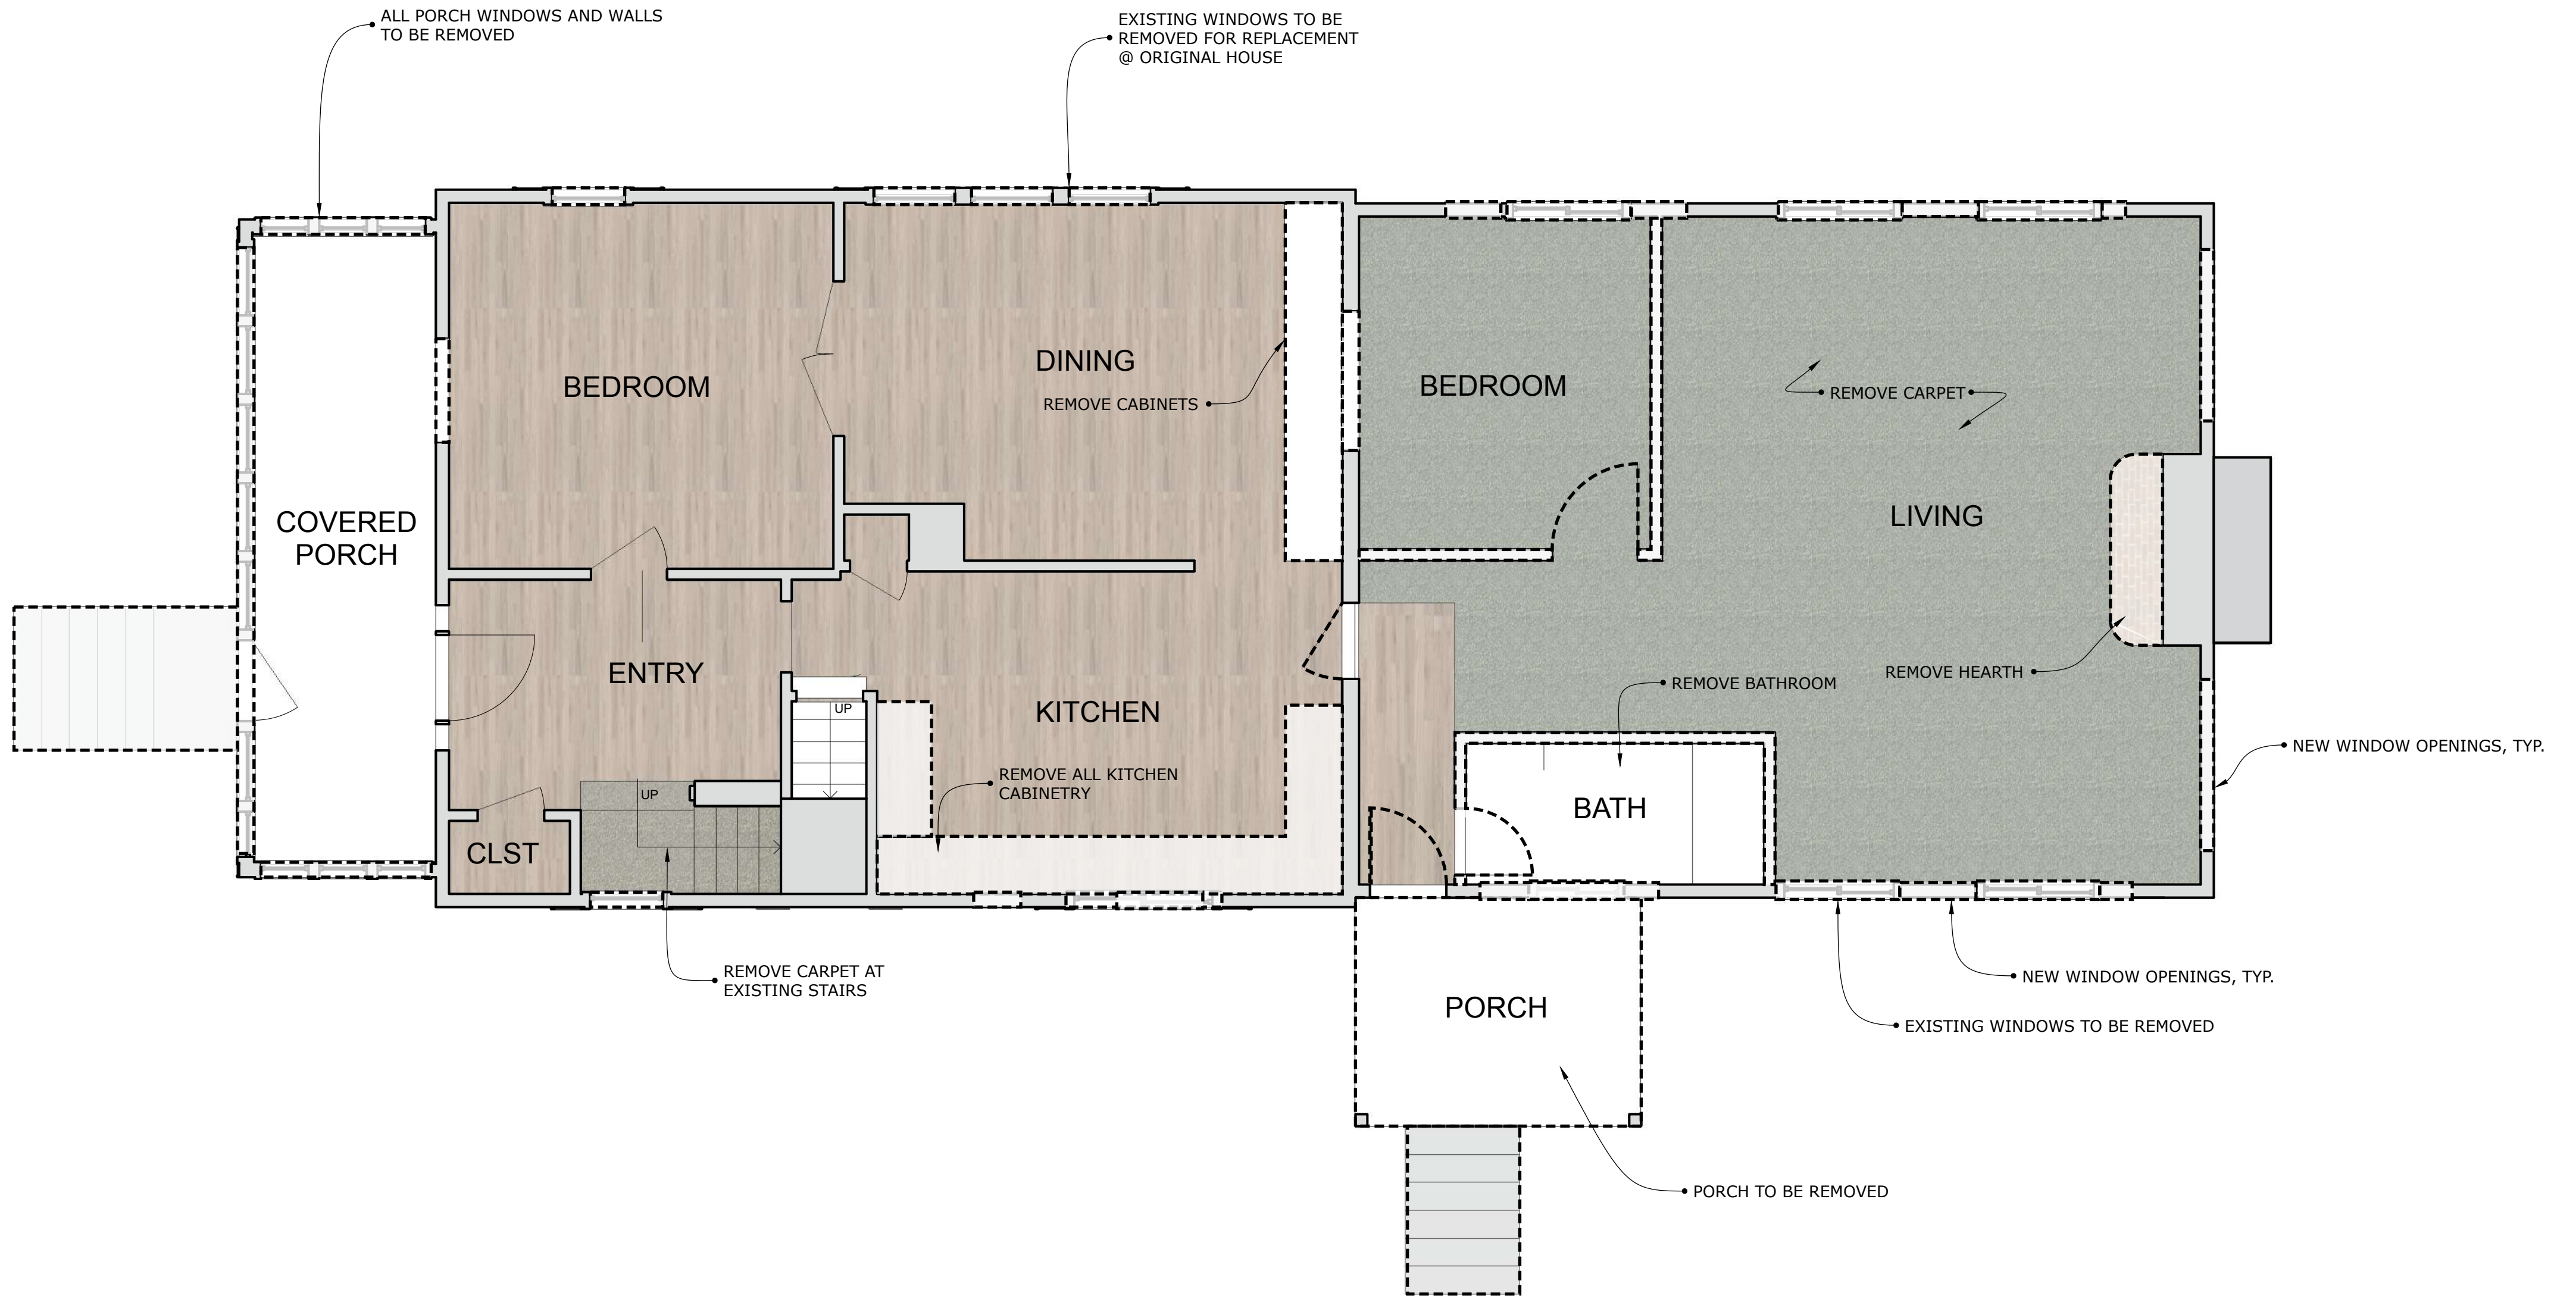 ALL PORCH WINDOWS AND WALLS
TO BE REMOVED
EXISTING WINDOWS TO BE
REMOVED FOR REPLACEMENT
@ ORIGINAL HOUSE
BEDROOM
DINING
REMOVE CABINETS
BEDROOM
REMOVE CARPET
COVERED
PORCH
LIVING
ENTRY
KITCHEN
REMOVE BATHROOM
REMOVE HEARTH
UP
UP
REMOVE ALL KITCHEN
CABINETRY
BATH
NEW WINDOW OPENINGS, TYP.
CLST
REMOVE CARPET AT
EXISTING STAIRS
PORCH
NEW WINDOW OPENINGS, TYP.
EXISTING WINDOWS TO BE REMOVED
PORCH TO BE REMOVED